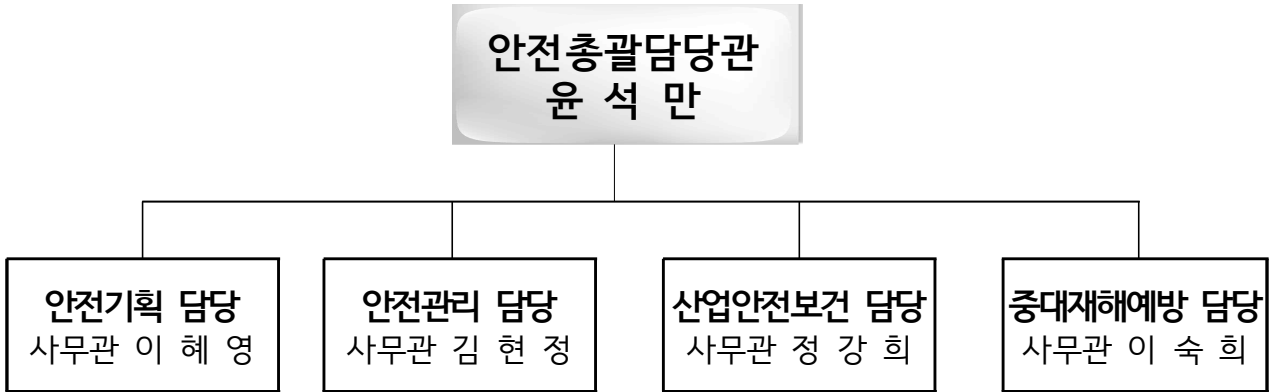 안전총괄담당관
윤 석 만
안전기획 담당
사무관 이 혜 영
안전관리 담당
사무관 김 현 정
산업안전보건 담당
사무관 정 강 희
중대재해예방 담당
사무관 이 숙 희